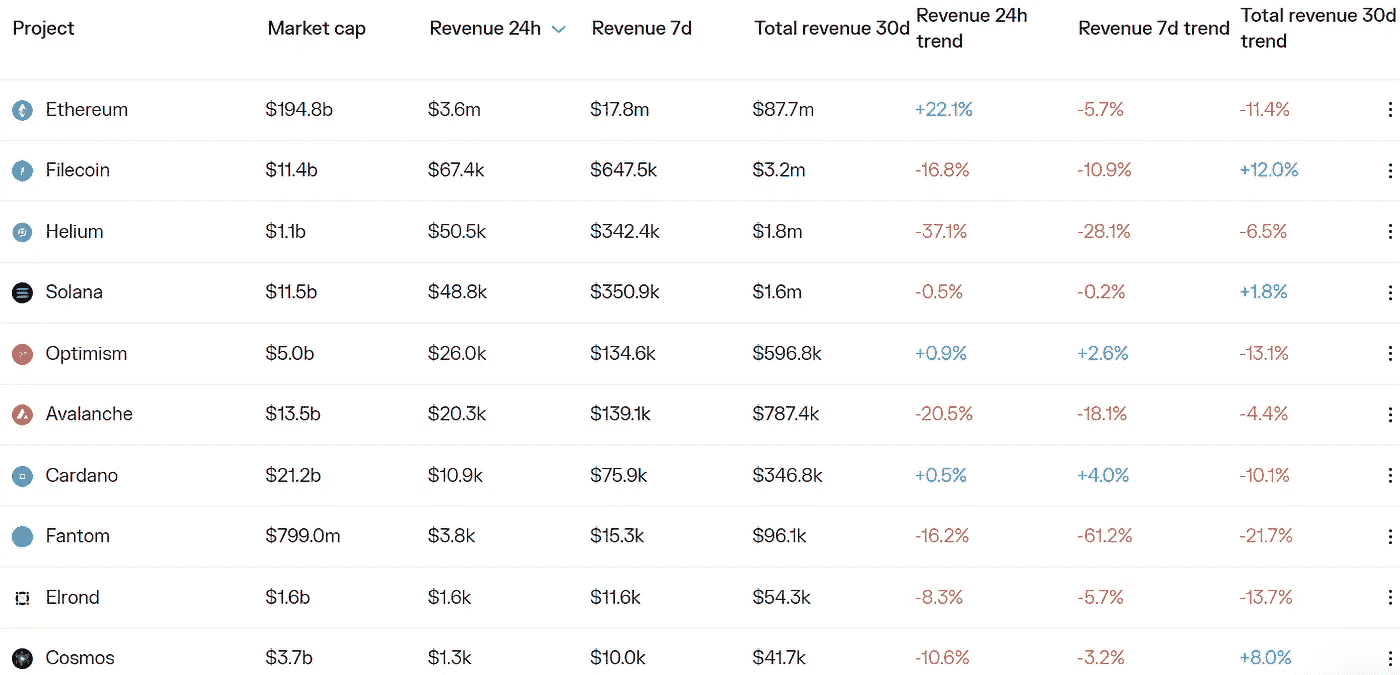 Project Market cap Revenue 24h Revenue 7d Total revenue 30d Revenue 24h trend Revenue 7d trend Total revenue 30d trend
Ethereum $194.8b $3.6m $17.8m $87.7m +22.1% -5.7% -11.4%
Filecoin $11.4b $67.4k $647.5k $3.2m -16.8% -10.9% +12.0%
Helium $1.1b $50.5k $342.4k $1.8m -37.1% -28.1% -6.5%
Solana $11.5b $48.8k $350.9k $1.6m -0.5% -0.2% +1.8%
Optimism $5.0b $26.0k $134.6k $596.8k +0.9% +2.6% -13.1%
Avalanche $13.5b $20.3k $139.1k $787.4k -20.5% -18.1% -4.4%
Cardano $21.2b $10.9k $75.9k $346.8k +0.5% +4.0% -10.1%
Fantom $799.0m $3.8k $15.3k $96.1k -16.2% -61.2% -21.7%
Elrond $1.6b $1.6k $11.6k $54.3k -8.3% -5.7% -13.7%
Cosmos $3.7b $1.3k $10.0k $41.7k -10.6% -3.2% +8.0%